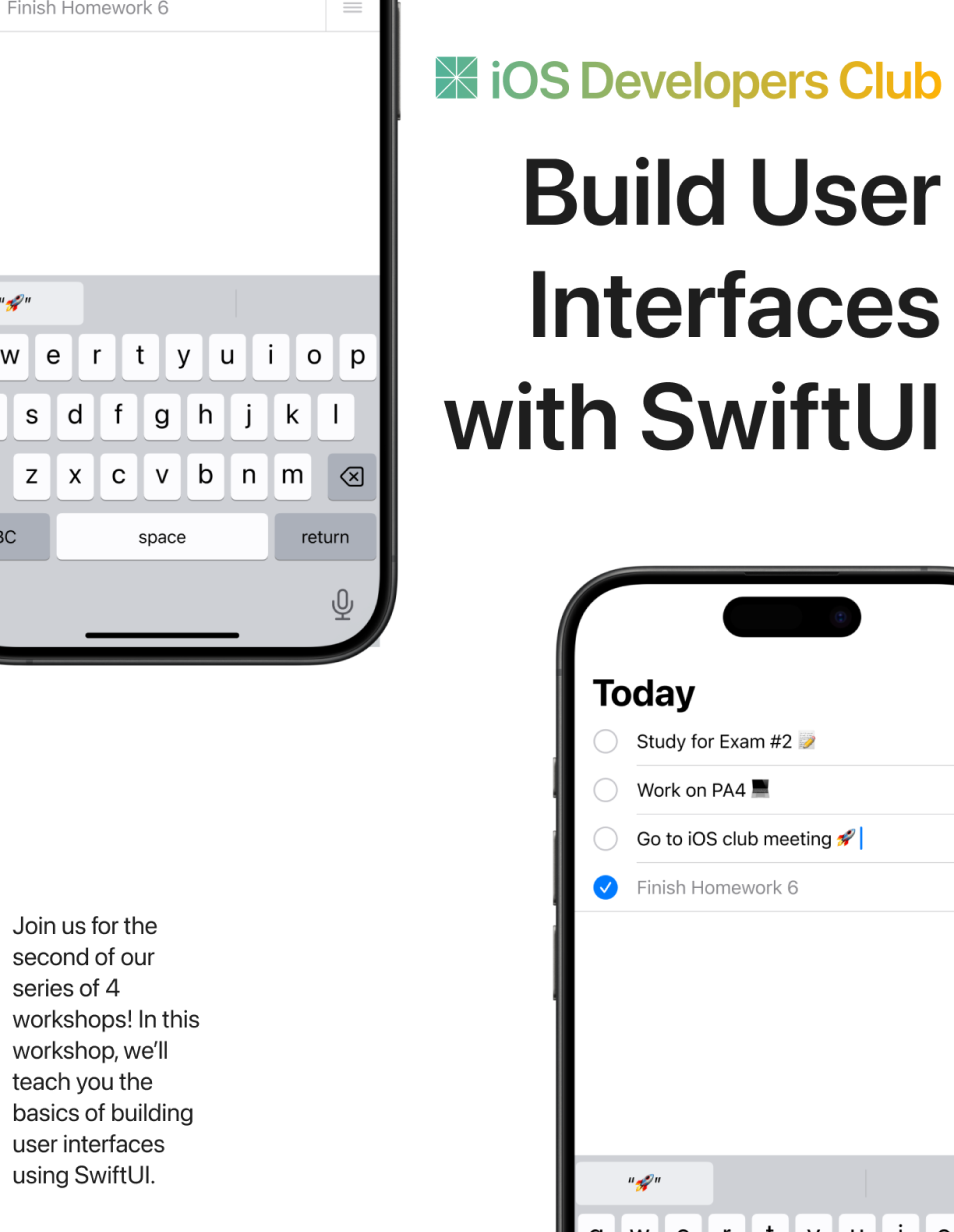 Finish Homework 6
"🚀"
w e r t y u i o p
s d f g h j k l
z x c v b n m
space return
iOS Developers Club
Build User
Interfaces
with SwiftUI
Today
Study for Exam #2 📝
Work on PA4 💻
Go to iOS club meeting 🚀
Finish Homework 6
"🚀"
Join us for the
second of our
series of 4
workshops! In this
workshop, we’ll
teach you the
basics of building
user interfaces
using SwiftUI.